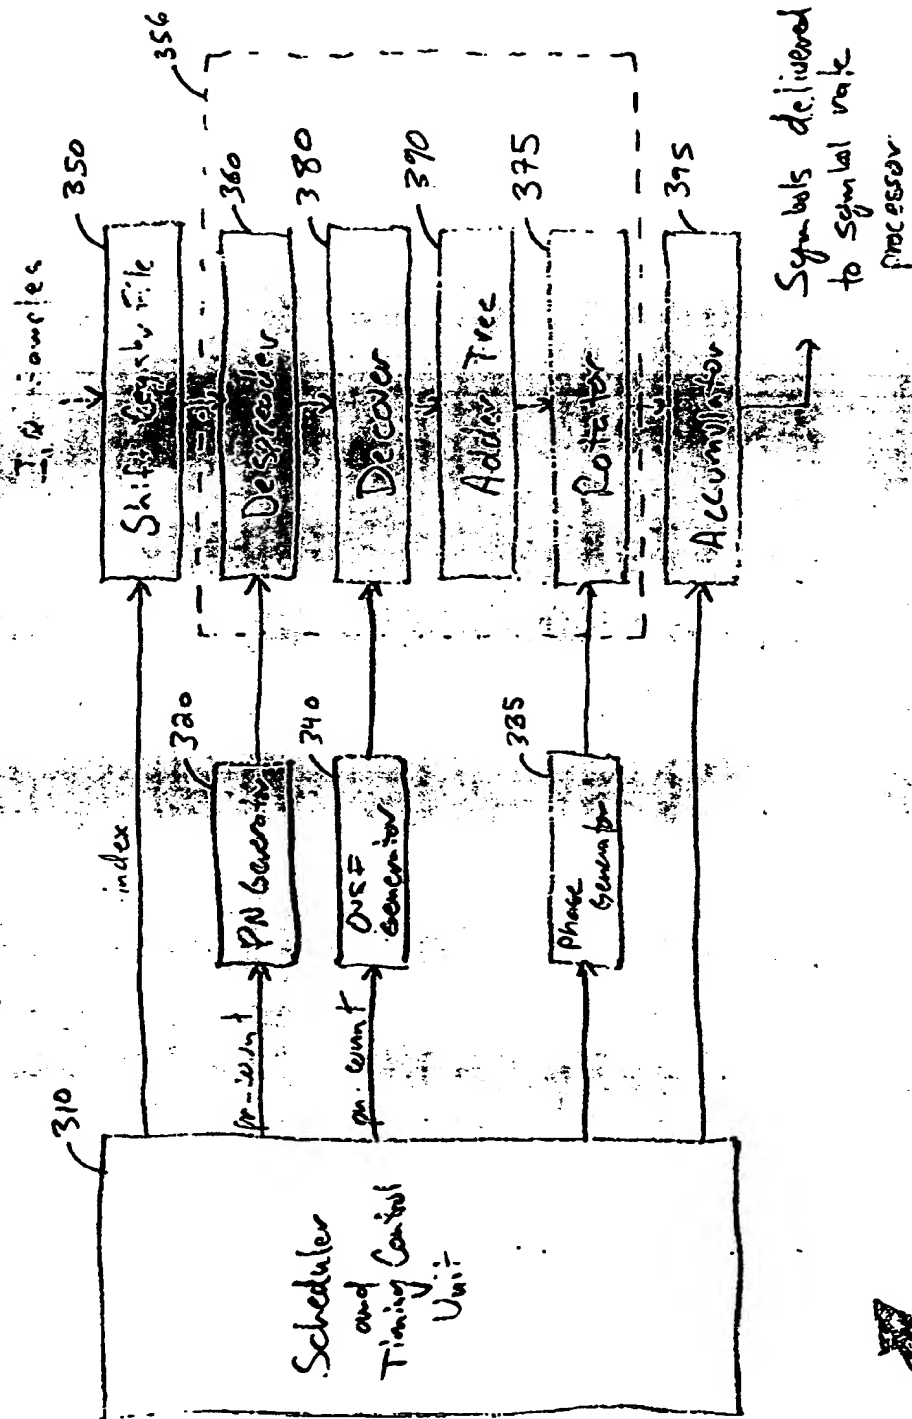 I, Q samples
350
Shift Register File
356
360
Despreader
380
Decover
390
Adder Tree
375
Rotator
395
Accumulator
Symbols delivered
to symbol rate
processor
index
320
PN Generator
340
OVSF
Generator
335
Phase
Generator
pn-count
pn-count
310
Scheduler
and
Timing Control
Unit